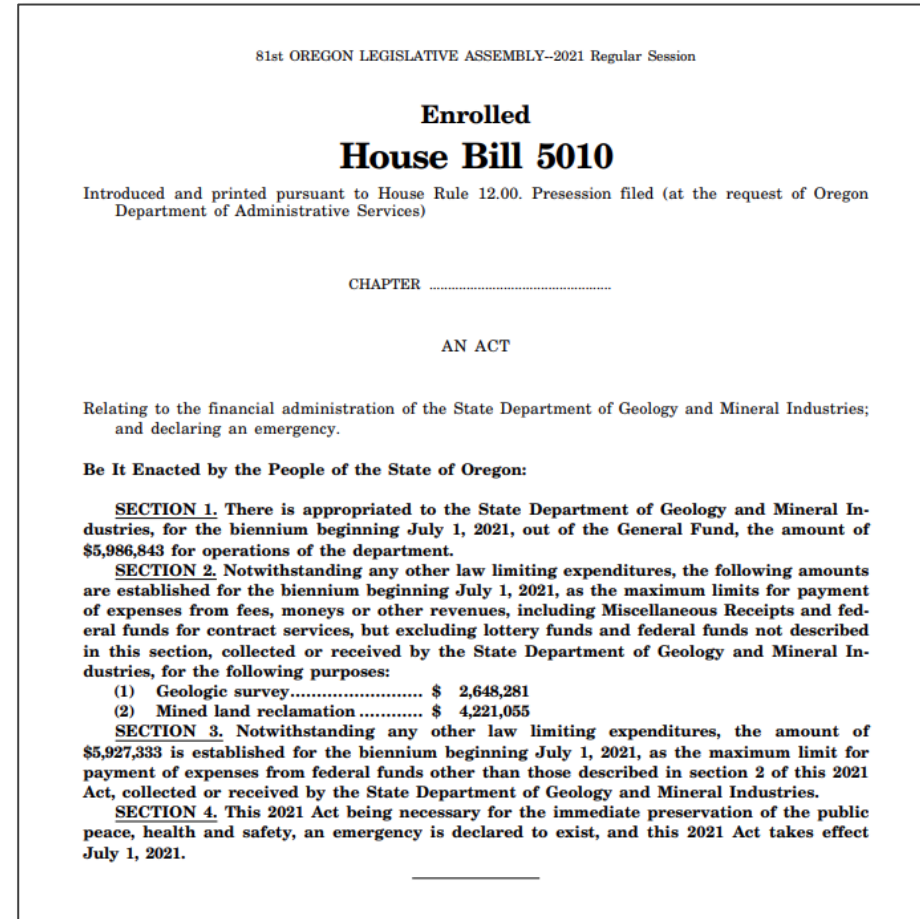 81st OREGON LEGISLATIVE ASSEMBLY--2021 Regular Session
Enrolled
House Bill 5010
Introduced and printed pursuant to House Rule 12.00. Presession filed (at the request of Oregon
Department of Administrative Services)
CHAPTER .................................................
AN ACT
Relating to the financial administration of the State Department of Geology and Mineral Industries;
and declaring an emergency.
Be It Enacted by the People of the State of Oregon:
SECTION 1. There is appropriated to the State Department of Geology and Mineral In-
dustries, for the biennium beginning July 1, 2021, out of the General Fund, the amount of
$5,986,843 for operations of the department.
SECTION 2. Notwithstanding any other law limiting expenditures, the following amounts
are established for the biennium beginning July 1, 2021, as the maximum limits for payment
of expenses from fees, moneys or other revenues, including Miscellaneous Receipts and fed-
eral funds for contract services, but excluding lottery funds and federal funds not described
in this section, collected or received by the State Department of Geology and Mineral In-
dustries, for the following purposes:
(1) Geologic survey......................... $ 2,648,281
(2) Mined land reclamation ............ $ 4,221,055
SECTION 3. Notwithstanding any other law limiting expenditures, the amount of
$5,927,333 is established for the biennium beginning July 1, 2021, as the maximum limit for
payment of expenses from federal funds other than those described in section 2 of this 2021
Act, collected or received by the State Department of Geology and Mineral Industries.
SECTION 4. This 2021 Act being necessary for the immediate preservation of the public
peace, health and safety, an emergency is declared to exist, and this 2021 Act takes effect
July 1, 2021.